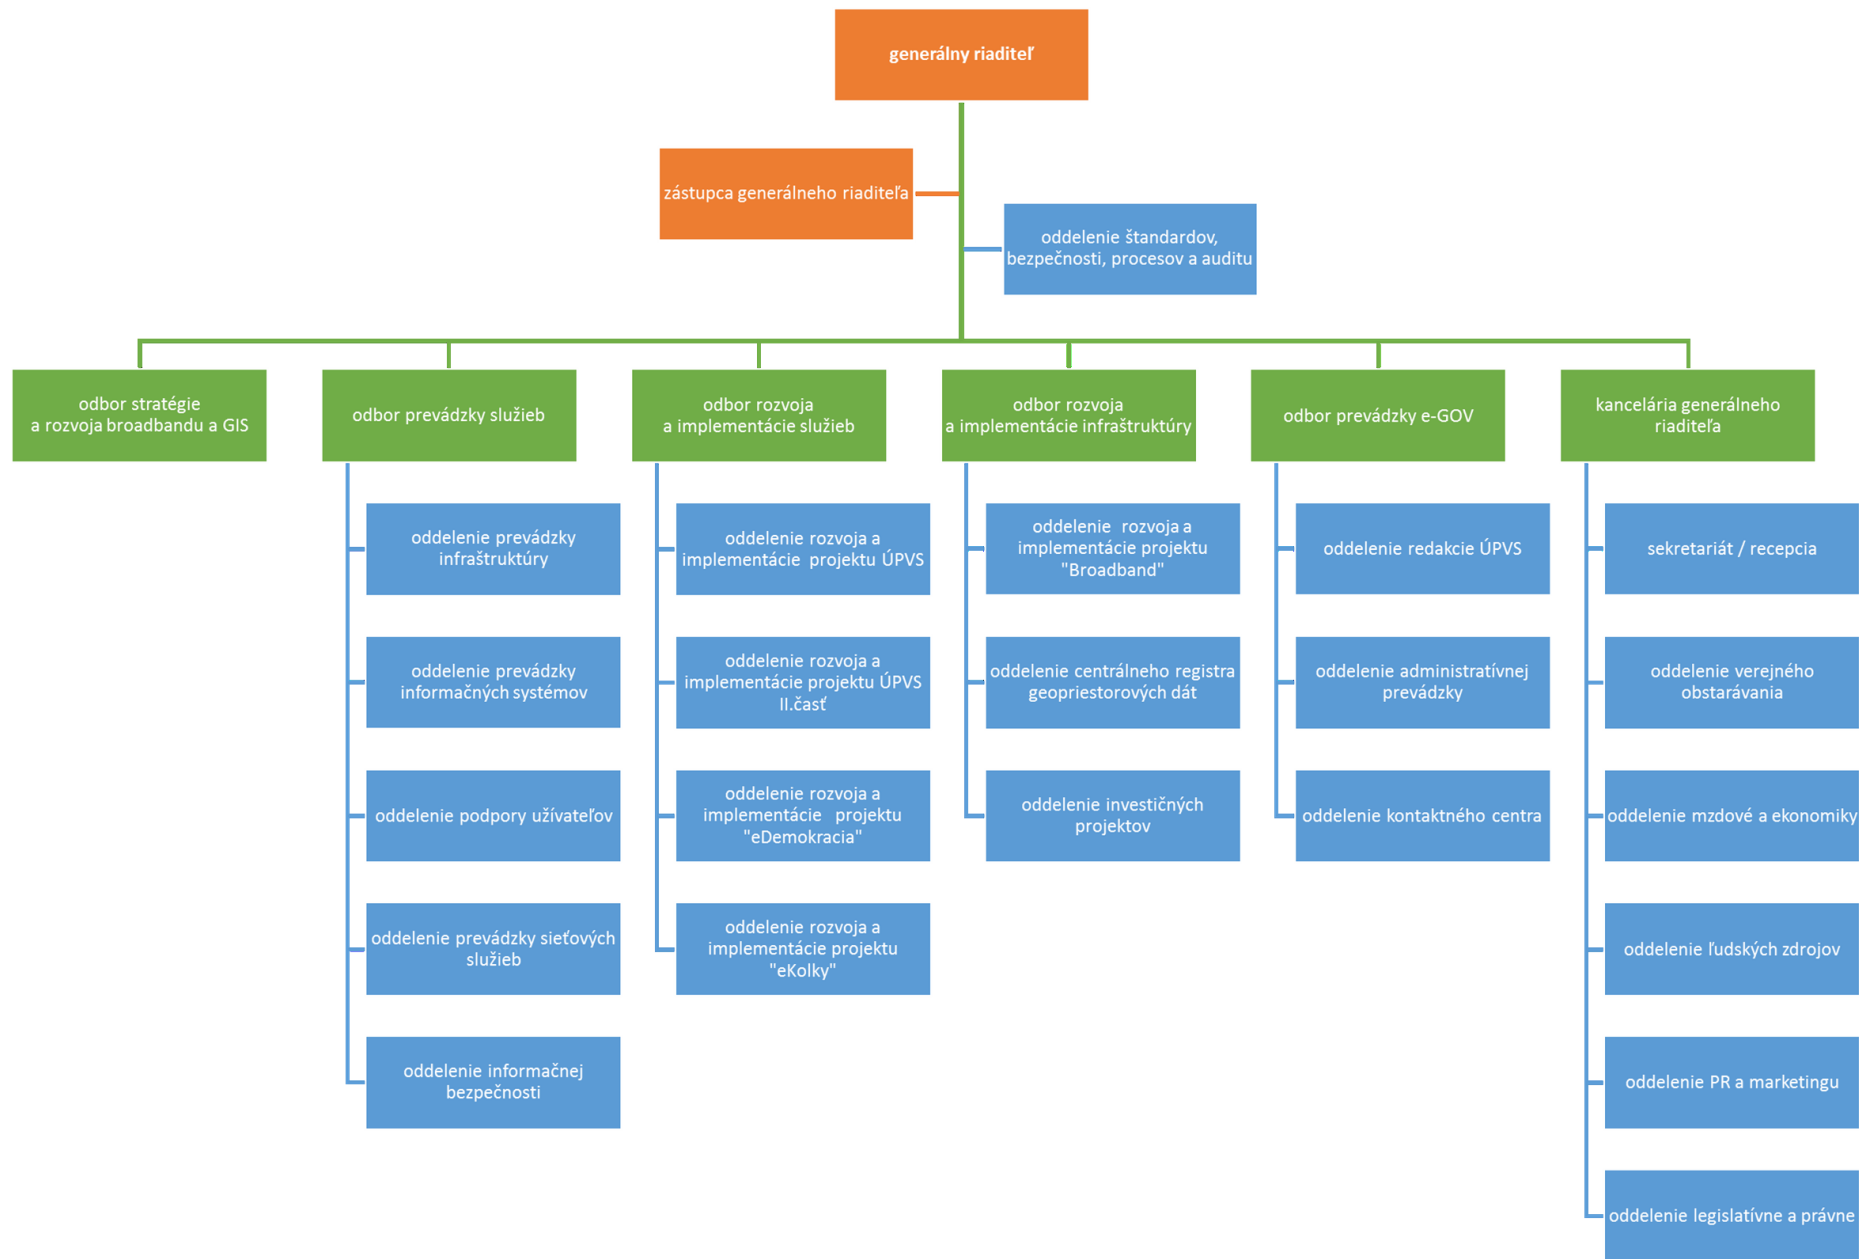 generálny riaditeľ
zástupca generálneho riaditeľa
oddelenie štandardov,
bezpečnosti, procesov a auditu
odbor stratégie
a rozvoja broadbandu a GIS
odbor prevádzky služieb
odbor rozvoja
a implementácie služieb
odbor rozvoja
a implementácie infraštruktúry
odbor prevádzky e-GOV
kancelária generálneho
riaditeľa
oddelenie prevádzky
infraštruktúry
oddelenie prevádzky
informačných systémov
oddelenie podpory užívateľov
oddelenie prevádzky sieťových
služieb
oddelenie informačnej
bezpečnosti
oddelenie rozvoja a
implementácie projektu ÚPVS
oddelenie rozvoja a
implementácie projektu ÚPVS
II.časť
oddelenie rozvoja a
implementácie projektu
"eDemokracia"
oddelenie rozvoja a
implementácie projektu
"eKolky"
oddelenie rozvoja a
implementácie projektu
"Broadband"
oddelenie centrálneho registra
geopriestorových dát
oddelenie investičných
projektov
oddelenie redakcie ÚPVS
oddelenie administratívnej
prevádzky
oddelenie kontaktného centra
sekretariát / recepcia
oddelenie verejného
obstarávania
oddelenie mzdové a ekonomiky
oddelenie ľudských zdrojov
oddelenie PR a marketingu
oddelenie legislatívne a právne